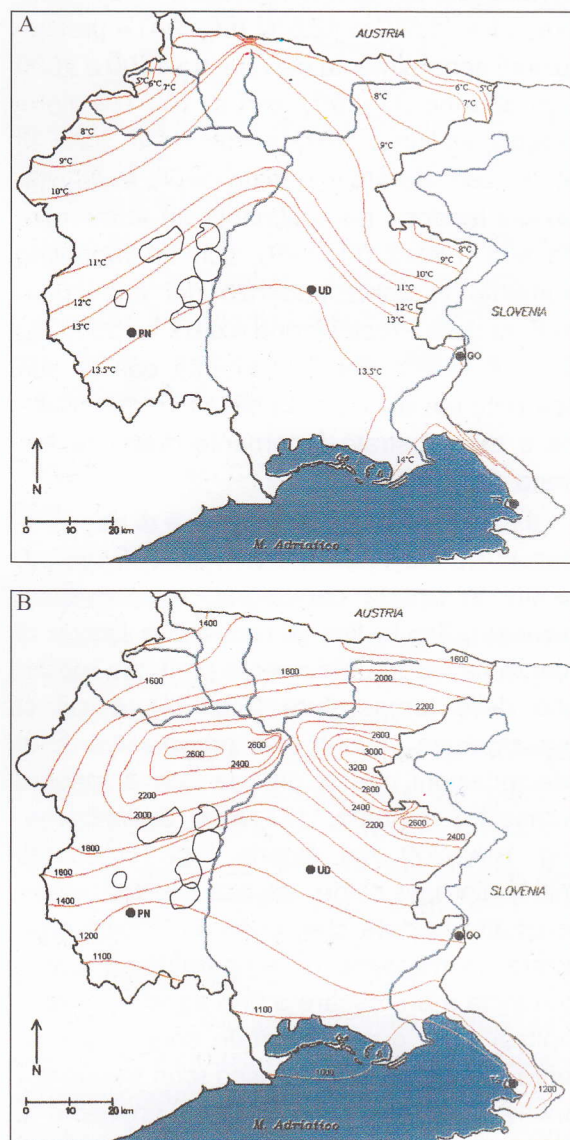 A
AUSTRIA
5°C
6°C
7°C
8°C
9°C
10°C
8°C
9°C
6°C
5°C
7°C
8°C
9°C
10°C
11°C
12°C
13°C
11°C
12°C
13°C
13.5°C
UD
PN
SLOVENIA
GO
13.5°C
14°C
TS
N
0 10 20 km
M. Adriatico
B
AUSTRIA
1400
1600
1800
2000
2200
1600
2600
2600
2400
2200
2000
2600
3000
3200
2600
2400
2200
2600
2400
1800
1600
1400
1200
1100
UD
PN
SLOVENIA
GO
1100
1000
TS
1200
N
0 10 20 km
M. Adriatico